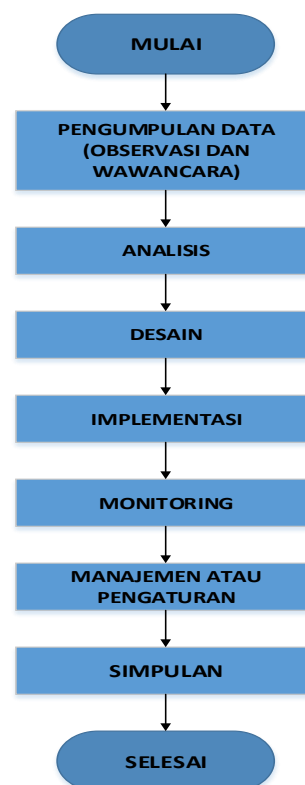 MULAI
PENGUMPULAN DATA
(OBSERVASI DAN
WAWANCARA)
ANALISIS
DESAIN
IMPLEMENTASI
MONITORING
MANAJEMEN ATAU
PENGATURAN
SIMPULAN
SELESAI